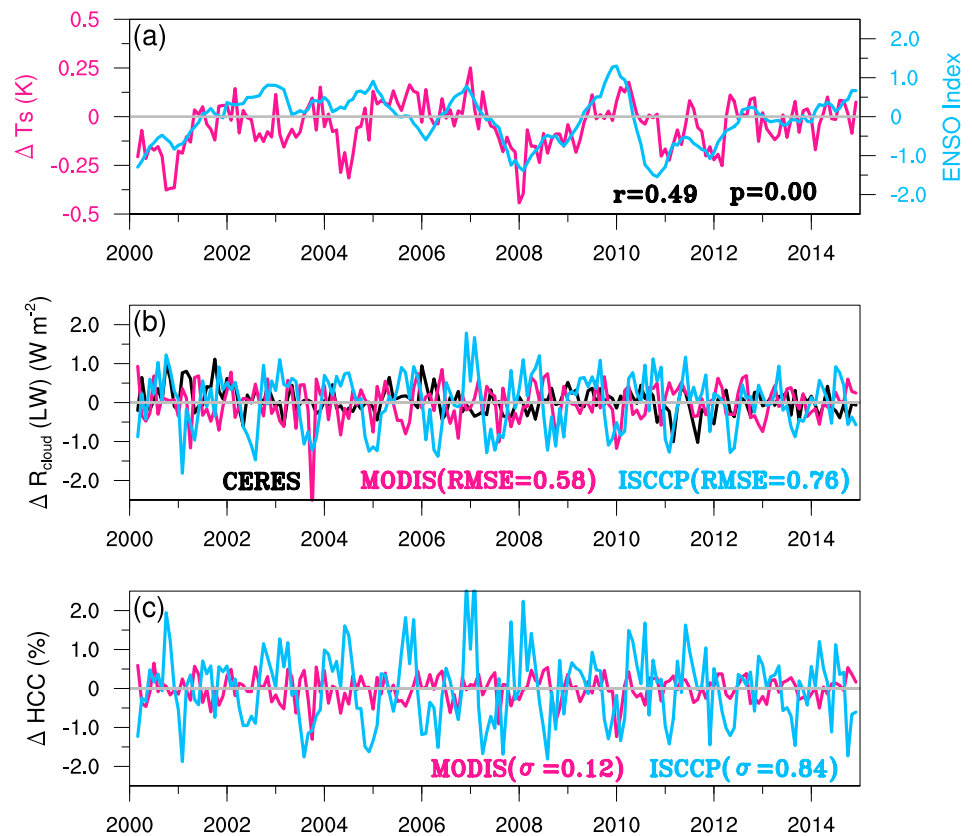 (a)
0.5
0.25
0
-0.25
-0.5
Δ Ts (K)
2.0
1.0
0
-1.0
-2.0
ENSO Index
r=0.49 p=0.00
2000 2002 2004 2006 2008 2010 2012 2014
(b)
2.0
1.0
0
-1.0
-2.0
Δ Rcloud (LW) (W m-2)
CERES MODIS(RMSE=0.58) ISCCP(RMSE=0.76)
2000 2002 2004 2006 2008 2010 2012 2014
(c)
2.0
1.0
0
-1.0
-2.0
Δ HCC (%)
MODIS(σ=0.12) ISCCP(σ=0.84)
2000 2002 2004 2006 2008 2010 2012 2014